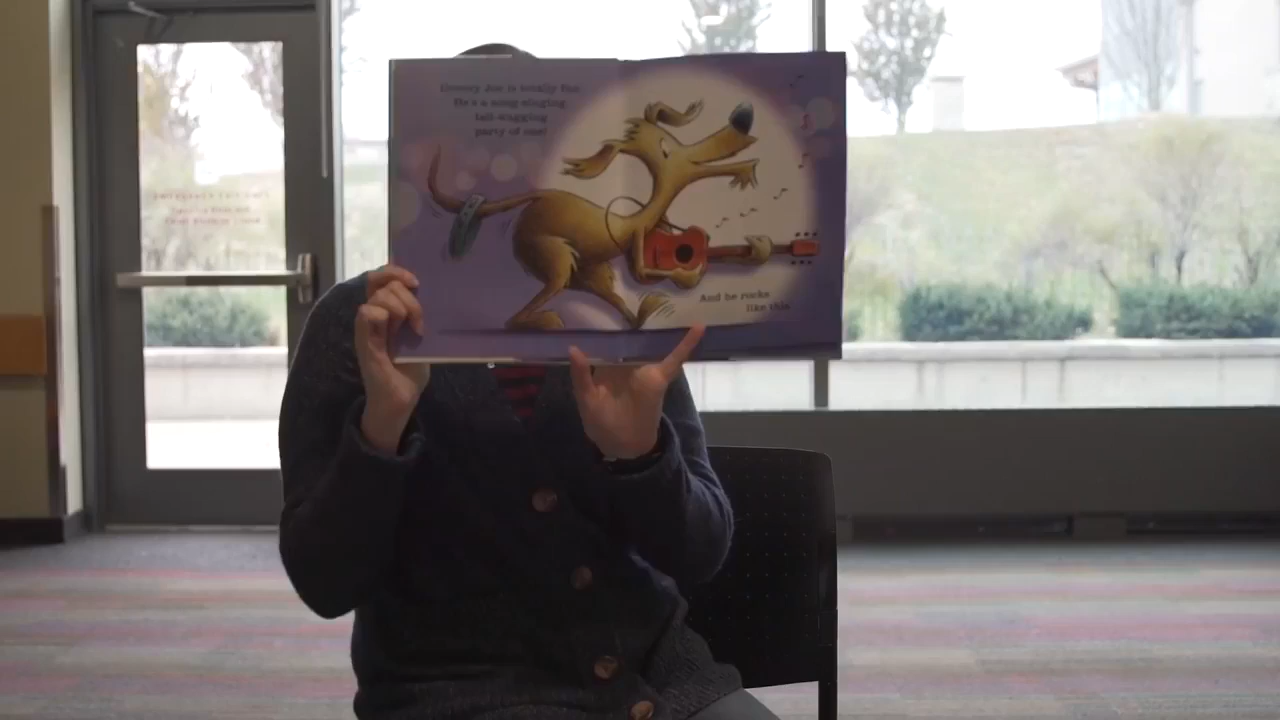 Groovy Joe is totally fun.
He's a song-singing,
tail-wagging
party of one!
And he rocks
like this.